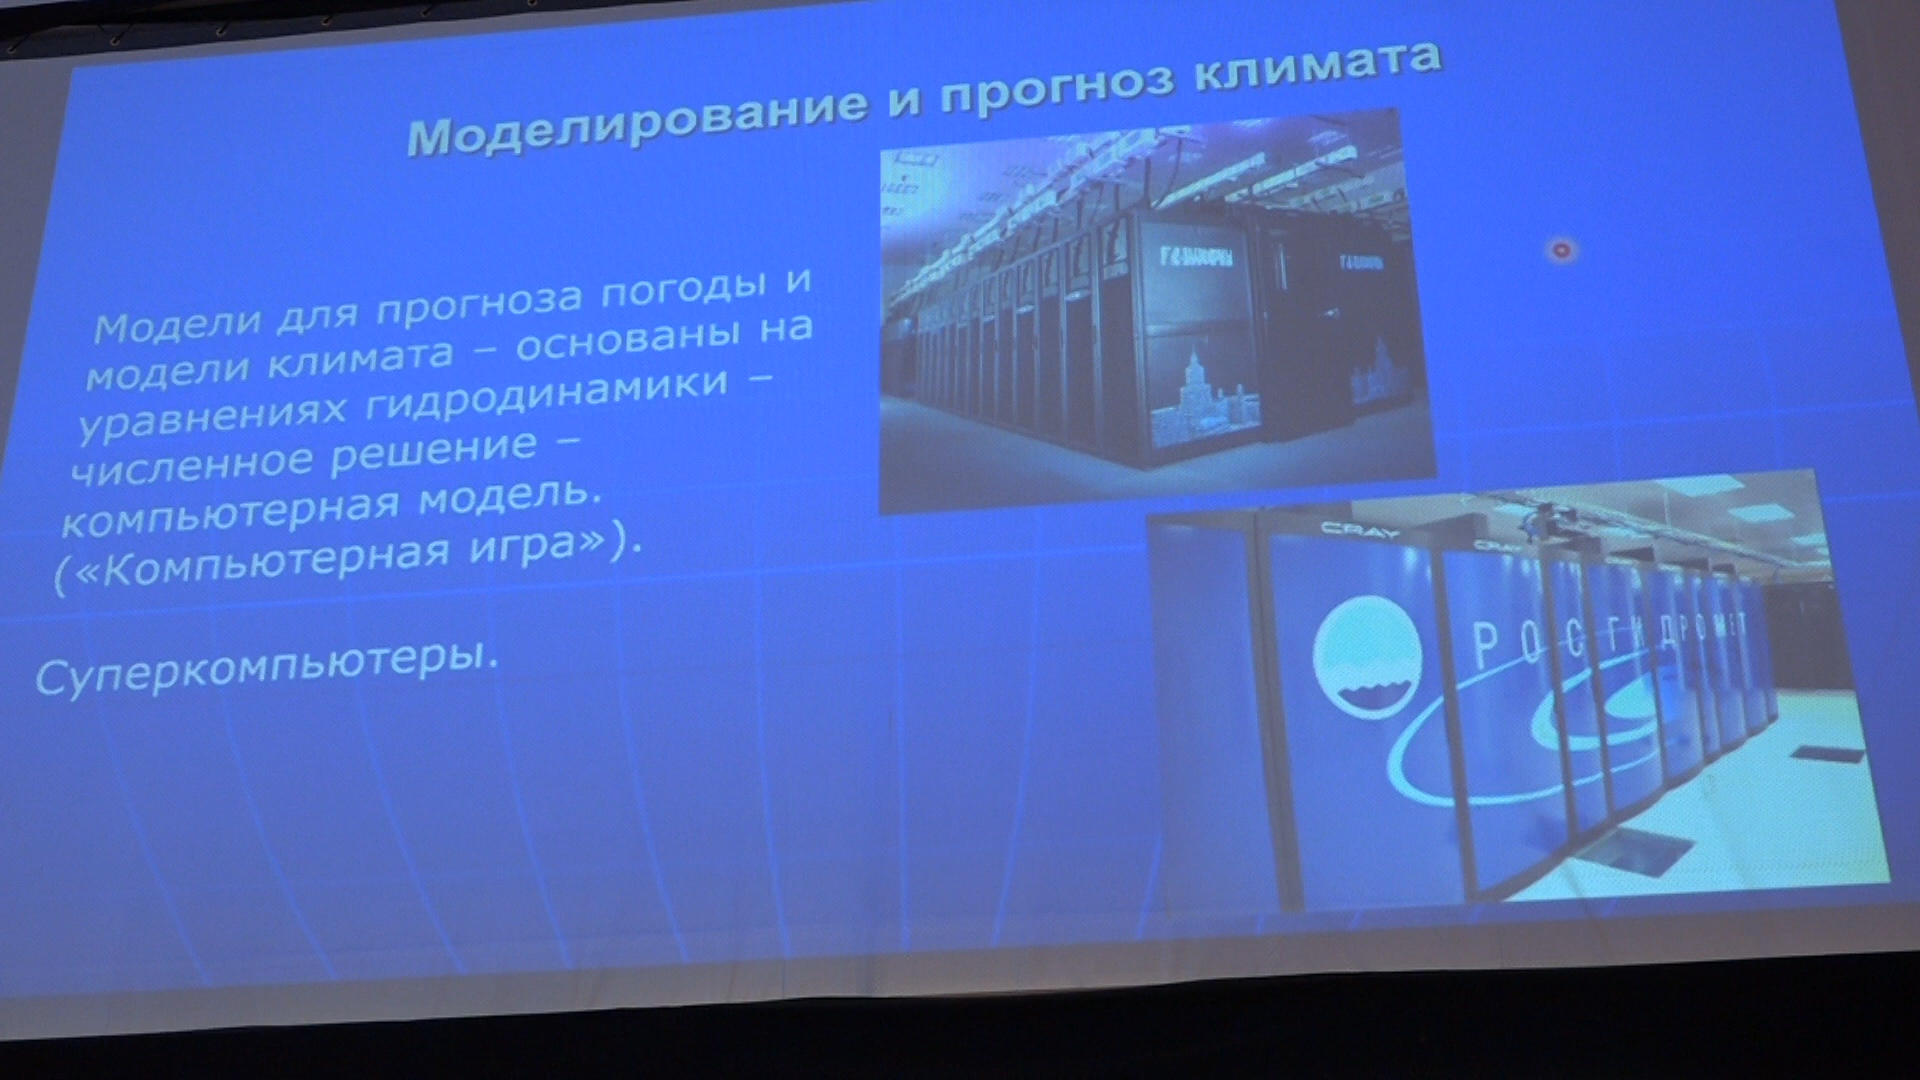 Моделирование и прогноз климата
Модели для прогноза погоды и
модели климата – основаны на
уравнениях гидродинамики –
численное решение –
компьютерная модель.
(«Компьютерная игра»).
Суперкомпьютеры.
CRAY
CRAY
РОСГИДРОМЕТ